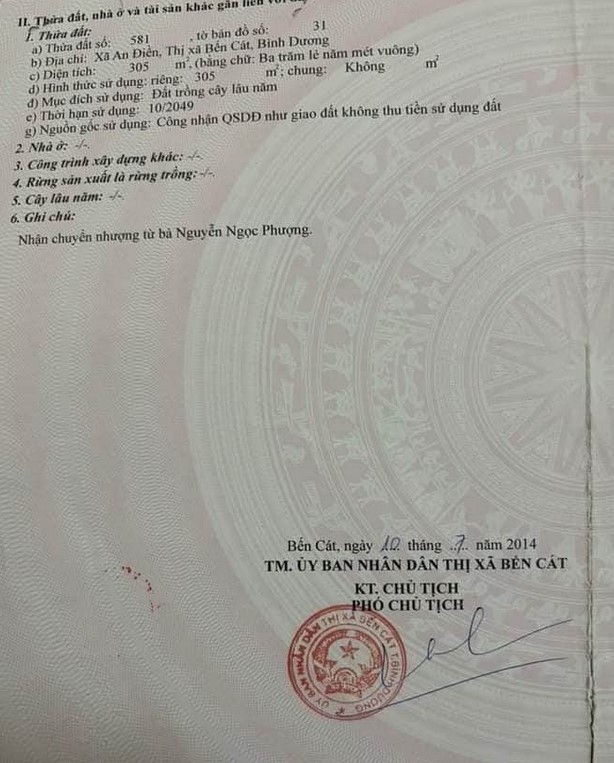 II. Thửa đất, nhà ở và tài sản khác gắn liền với
1. Thửa đất:
a) Thửa đất số: 581 , tờ bản đồ số: 31
b) Địa chỉ: Xã An Điền, Thị xã Bến Cát, Bình Dương
c) Diện tích: 305 m², (bằng chữ: Ba trăm lẻ năm mét vuông)
d) Hình thức sử dụng: riêng: 305 m²; chung: Không m²
đ) Mục đích sử dụng: Đất trồng cây lâu năm
e) Thời hạn sử dụng: 10/2049
g) Nguồn gốc sử dụng: Công nhận QSDĐ như giao đất không thu tiền sử dụng đất
2. Nhà ở: -/-.
3. Công trình xây dựng khác: -/-.
4. Rừng sản xuất là rừng trồng:-/-.
5. Cây lâu năm: -/-.
6. Ghi chú:
Nhận chuyển nhượng từ bà Nguyễn Ngọc Phượng.
Bến Cát, ngày 10 tháng .7. năm 2014
TM. ỦY BAN NHÂN DÂN THỊ XÃ BẾN CÁT
KT. CHỦ TỊCH
PHÓ CHỦ TỊCH
ỦY BAN NHÂN DÂN THỊ XÃ BẾN CÁT T.BÌNH DƯƠNG